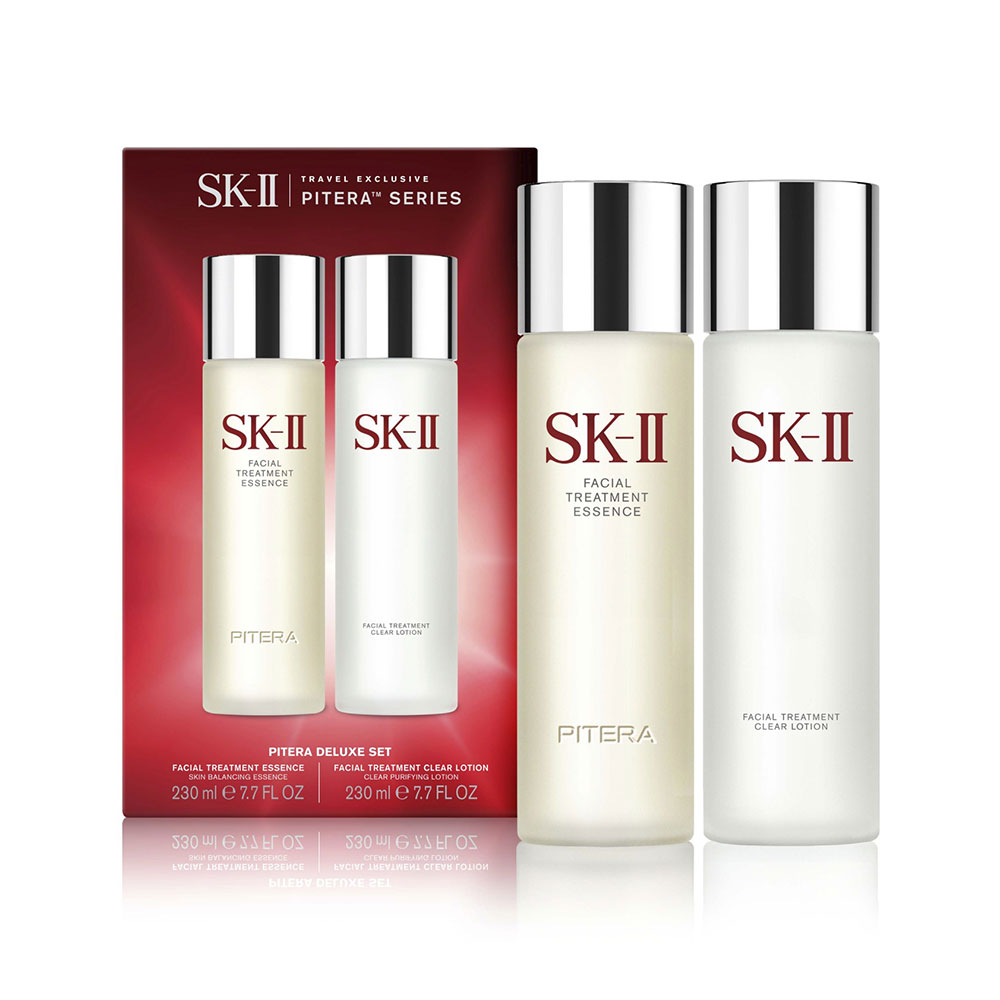 SK-II
TRAVEL EXCLUSIVE
PITERA™ SERIES
SK-II
FACIAL
TREATMENT
ESSENCE
PITERA
SK-II
FACIAL TREATMENT
CLEAR LOTION
PITERA DELUXE SET
FACIAL TREATMENT ESSENCE
SKIN BALANCING ESSENCE
230 ml ℮ 7.7 FL OZ
FACIAL TREATMENT CLEAR LOTION
CLEAR PURIFYING LOTION
230 ml ℮ 7.7 FL OZ
SK-II
FACIAL
TREATMENT
ESSENCE
PITERA
SK-II
FACIAL TREATMENT
CLEAR LOTION